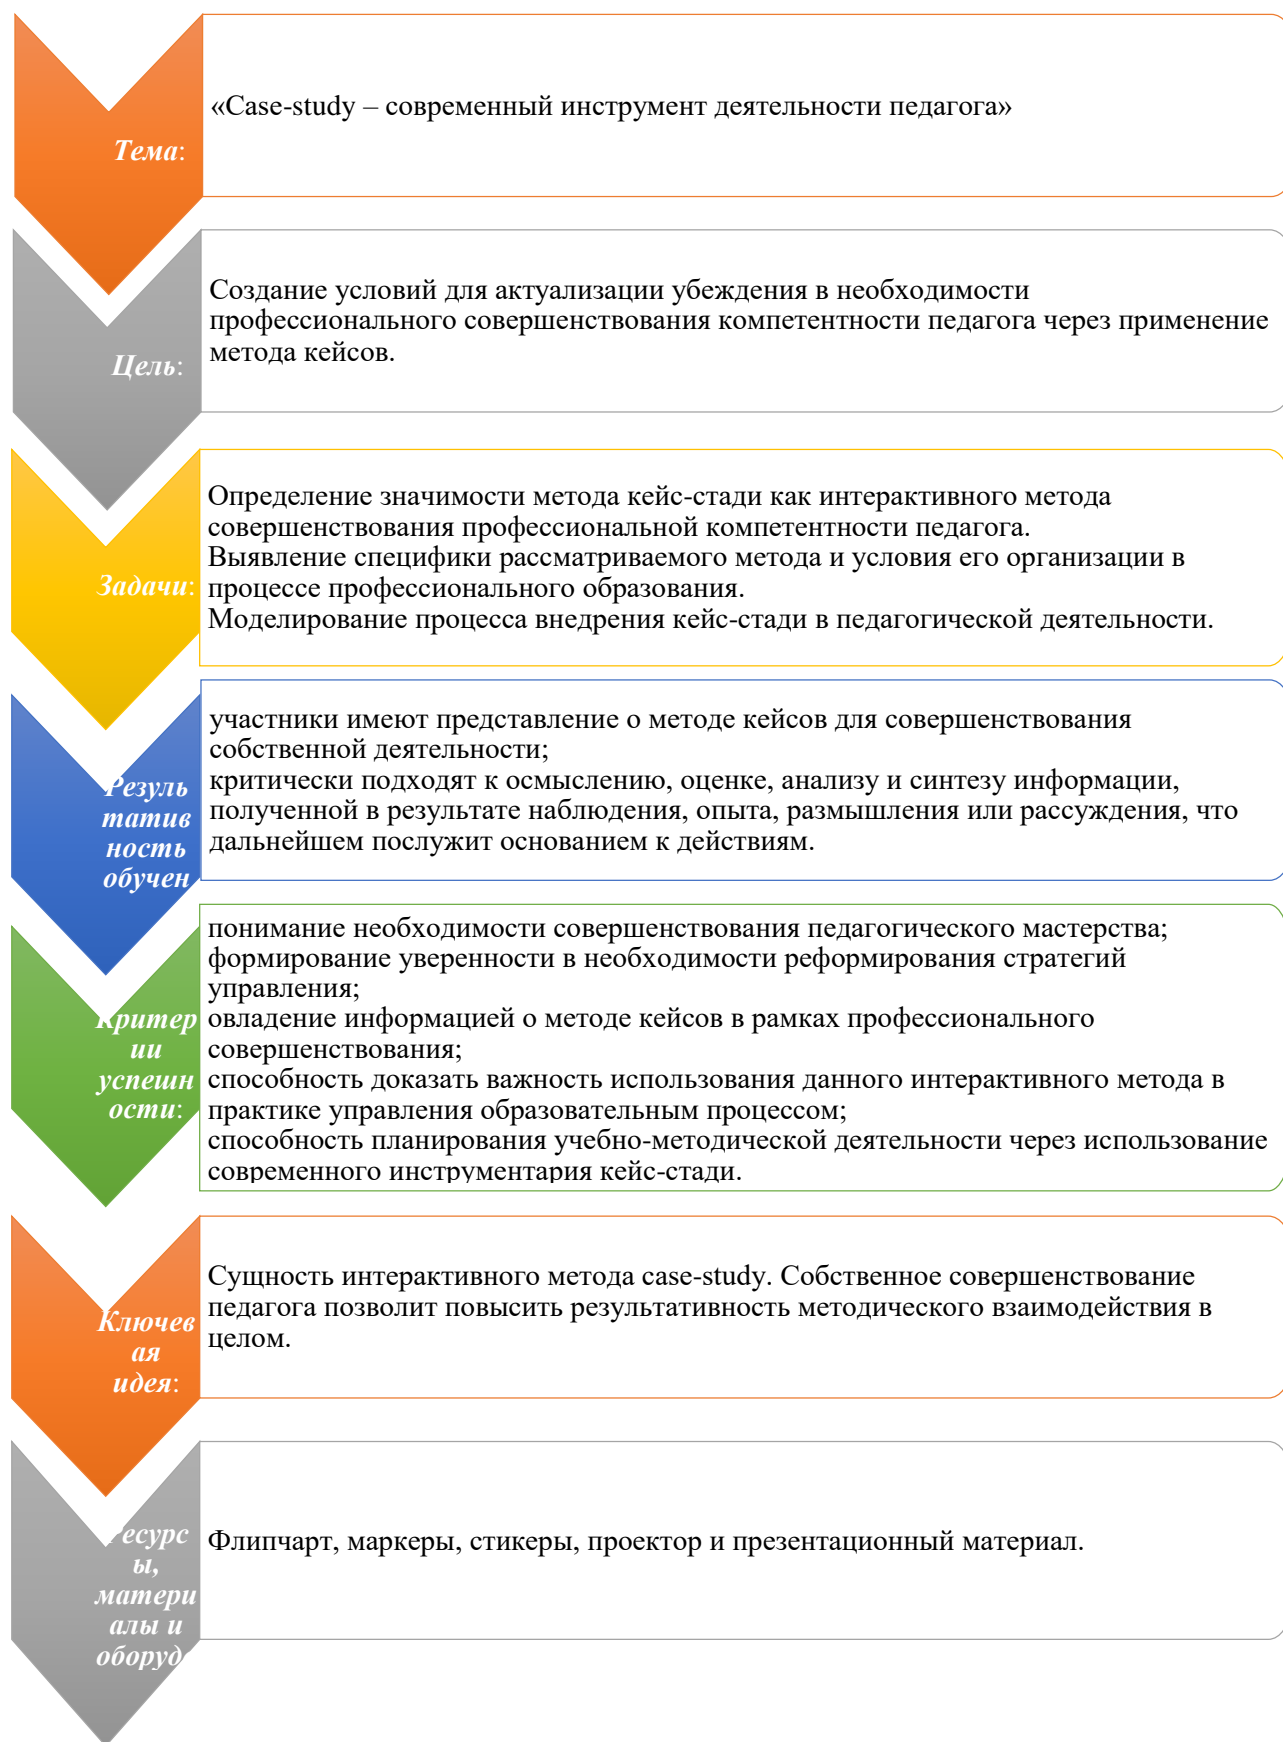 «Case-study – современный инструмент деятельности педагога»
Тема:
Создание условий для актуализации убеждения в необходимости
профессионального совершенствования компетентности педагога через применение
метода кейсов.
Цель:
Определение значимости метода кейс-стади как интерактивного метода
совершенствования профессиональной компетентности педагога.
Выявление специфики рассматриваемого метода и условия его организации в
процессе профессионального образования.
Моделирование процесса внедрения кейс-стади в педагогической деятельности.
Задачи:
участники имеют представление о методе кейсов для совершенствования
собственной деятельности;
критически подходят к осмыслению, оценке, анализу и синтезу информации,
полученной в результате наблюдения, опыта, размышления или рассуждения, что
дальнейшем послужит основанием к действиям.
Резуль
татив
ность
обучен
понимание необходимости совершенствования педагогического мастерства;
формирование уверенности в необходимости реформирования стратегий
управления;
овладение информацией о методе кейсов в рамках профессионального
совершенствования;
способность доказать важность использования данного интерактивного метода в
практике управления образовательным процессом;
способность планирования учебно-методической деятельности через использование
современного инструментария кейс-стади.
Критер
ии
успешн
ости:
Сущность интерактивного метода case-study. Собственное совершенствование
педагога позволит повысить результативность методического взаимодействия в
целом.
Ключев
ая
идея:
Флипчарт, маркеры, стикеры, проектор и презентационный материал.
Ресурс
ы,
матери
алы и
оборудо